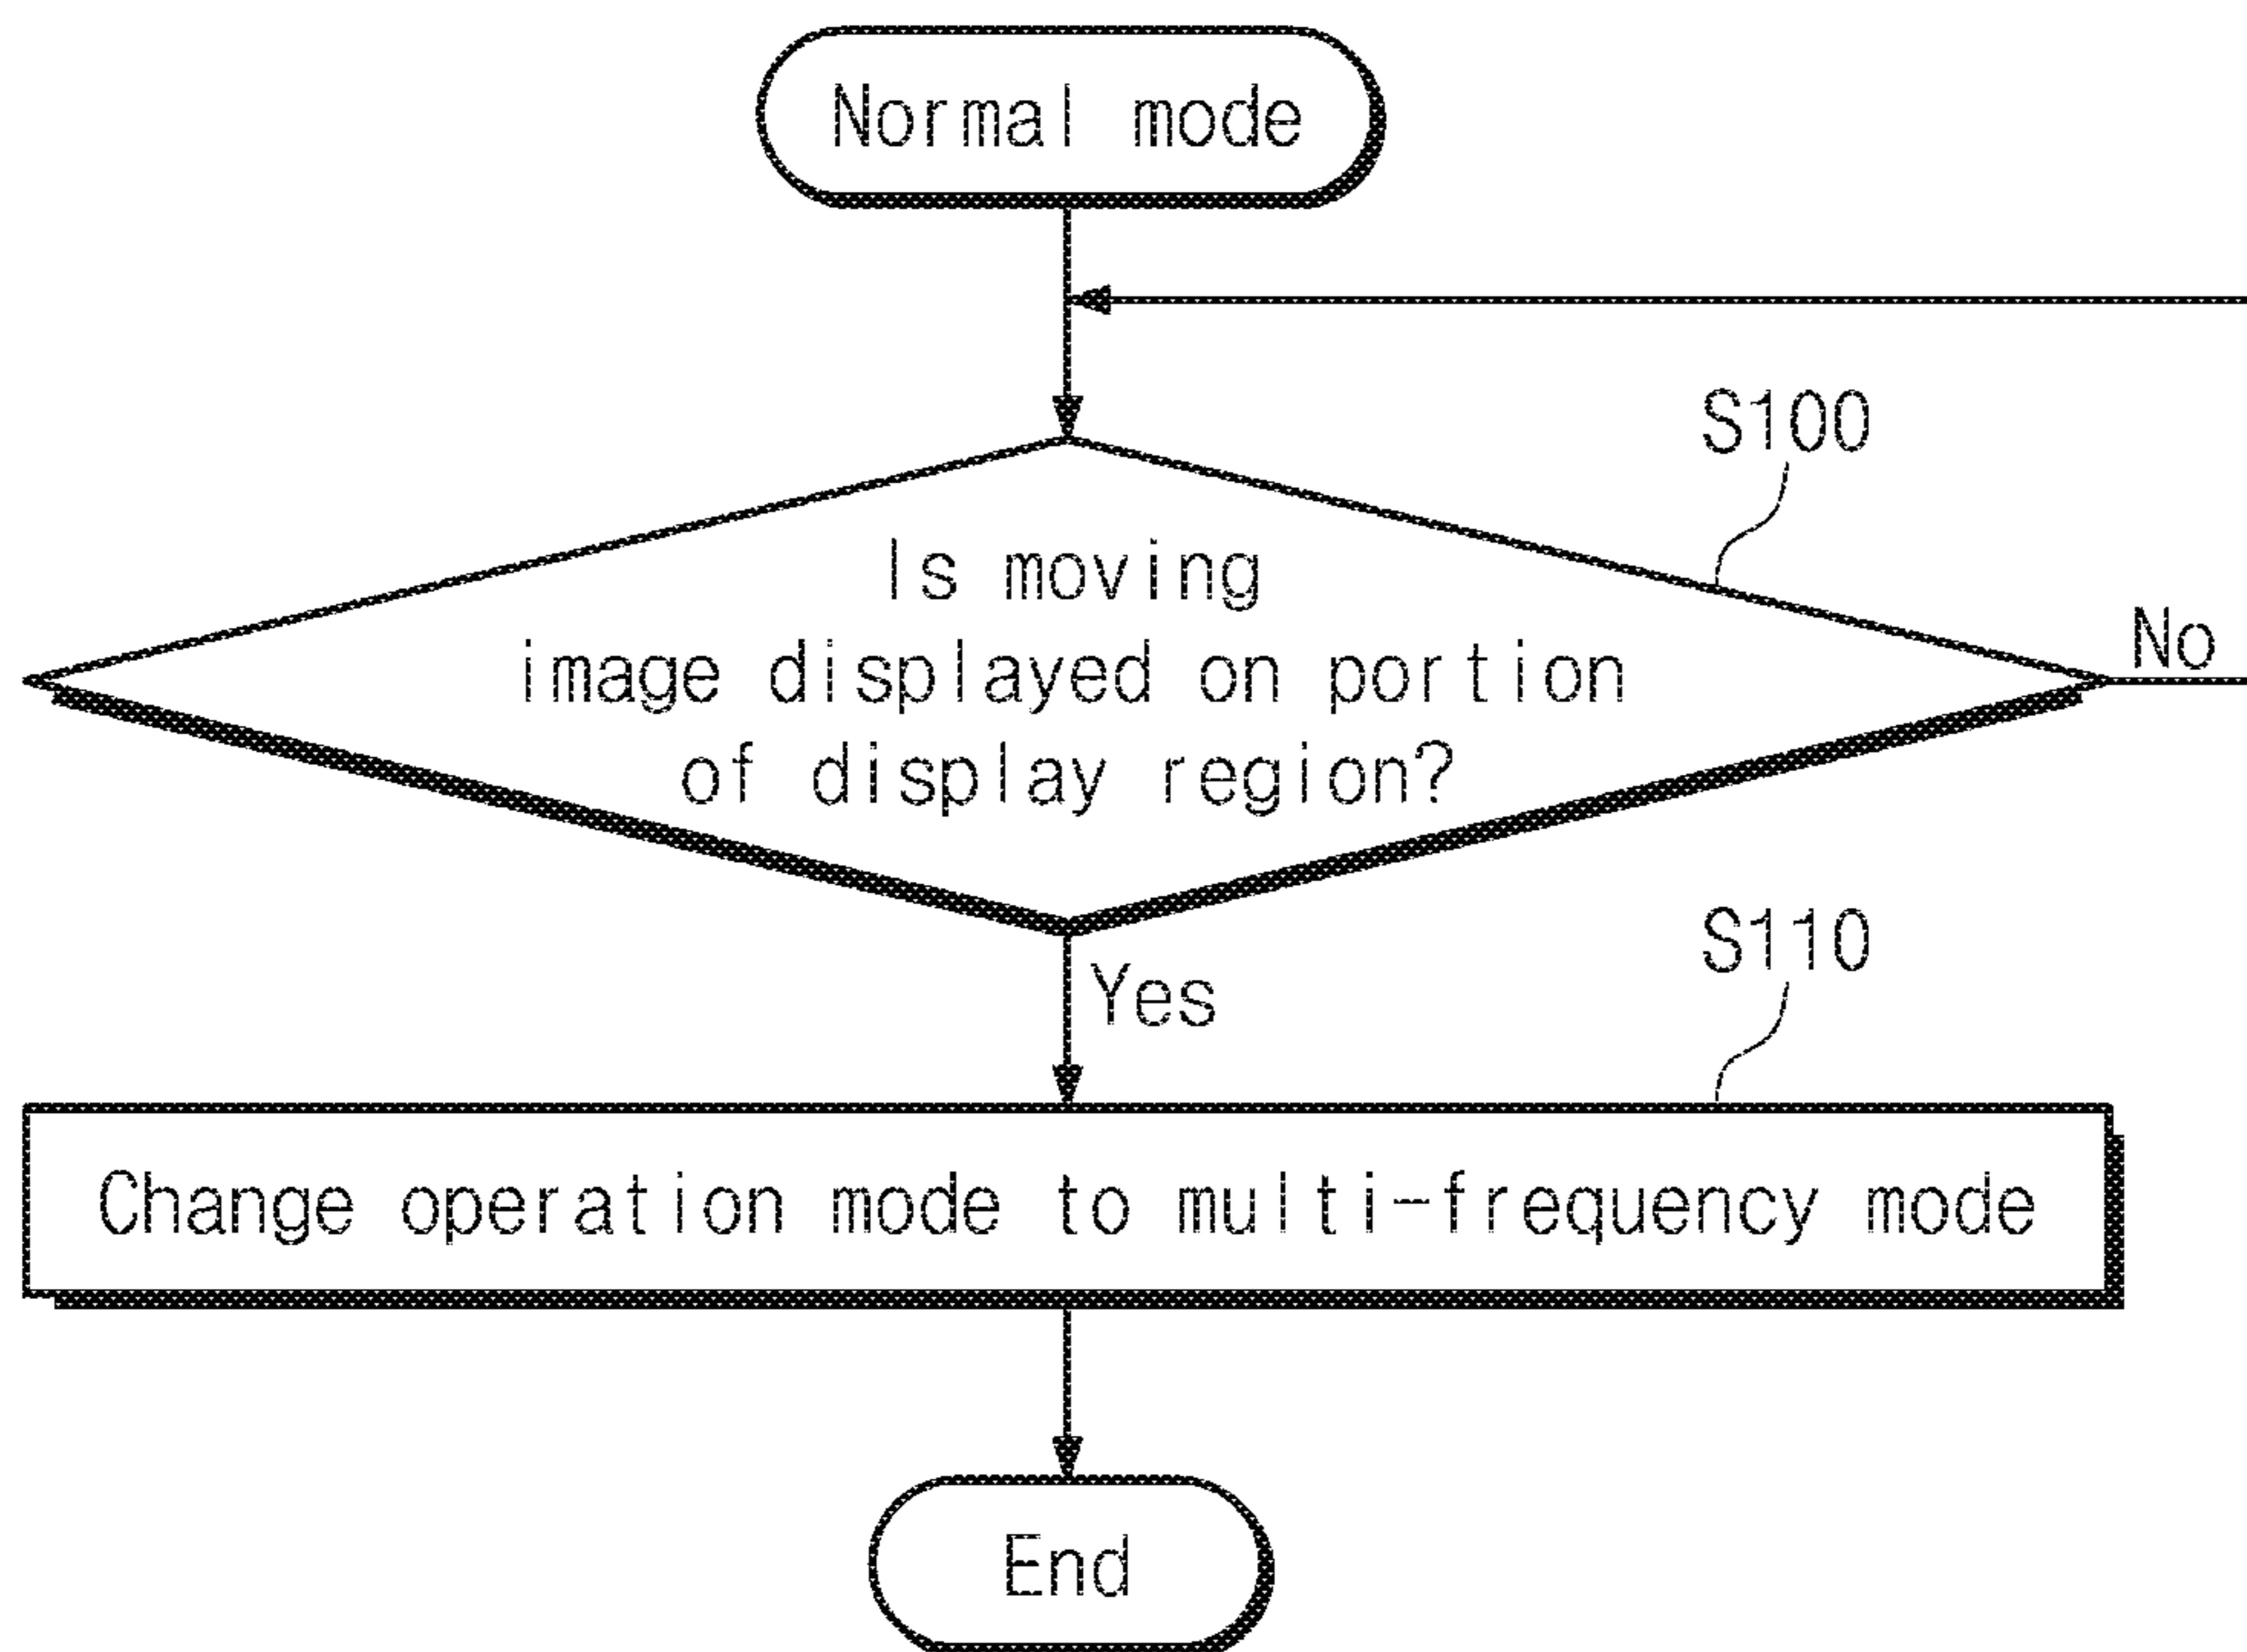 Normal mode
S100
Is moving
image displayed on portion
of display region?
No
Yes
S110
Change operation mode to multi-frequency mode
End